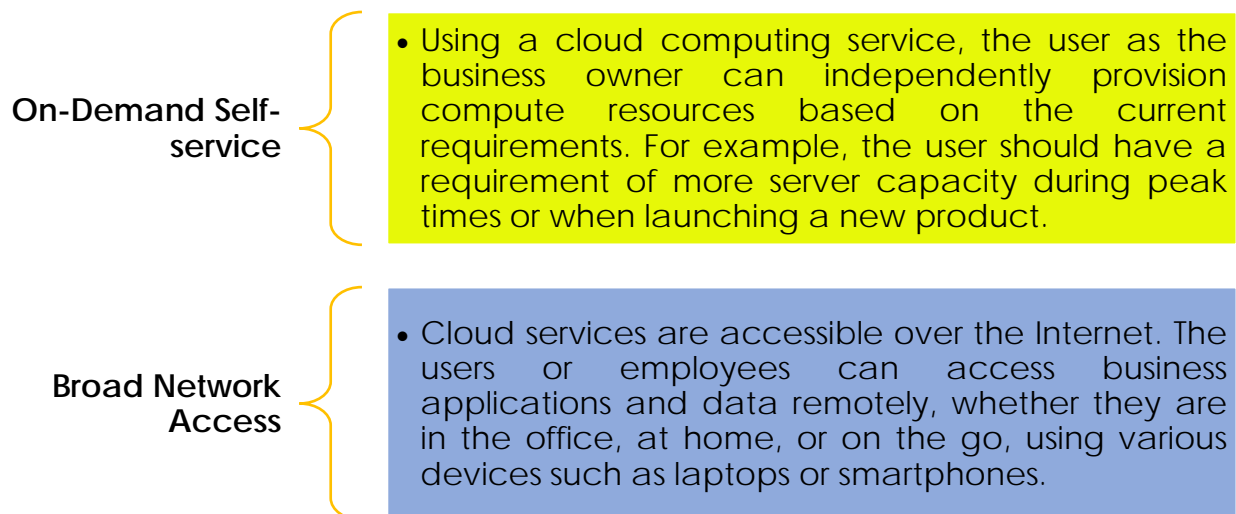 On-Demand Self-
service
• Using a cloud computing service, the user as the
business owner can independently provision
compute resources based on the current
requirements. For example, the user should have a
requirement of more server capacity during peak
times or when launching a new product.
Broad Network
Access
• Cloud services are accessible over the Internet. The
users or employees can access business
applications and data remotely, whether they are
in the office, at home, or on the go, using various
devices such as laptops or smartphones.